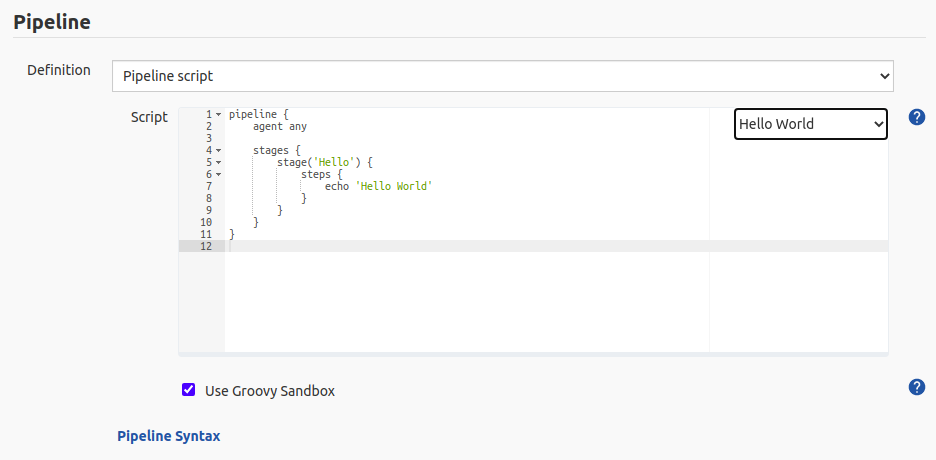 Pipeline
Definition
Pipeline script
Script
Hello World
?
1 pipeline {
2     agent any
3
4     stages {
5         stage('Hello') {
6             steps {
7                 echo 'Hello World'
8             }
9         }
10     }
11 }
12
Use Groovy Sandbox
?
Pipeline Syntax